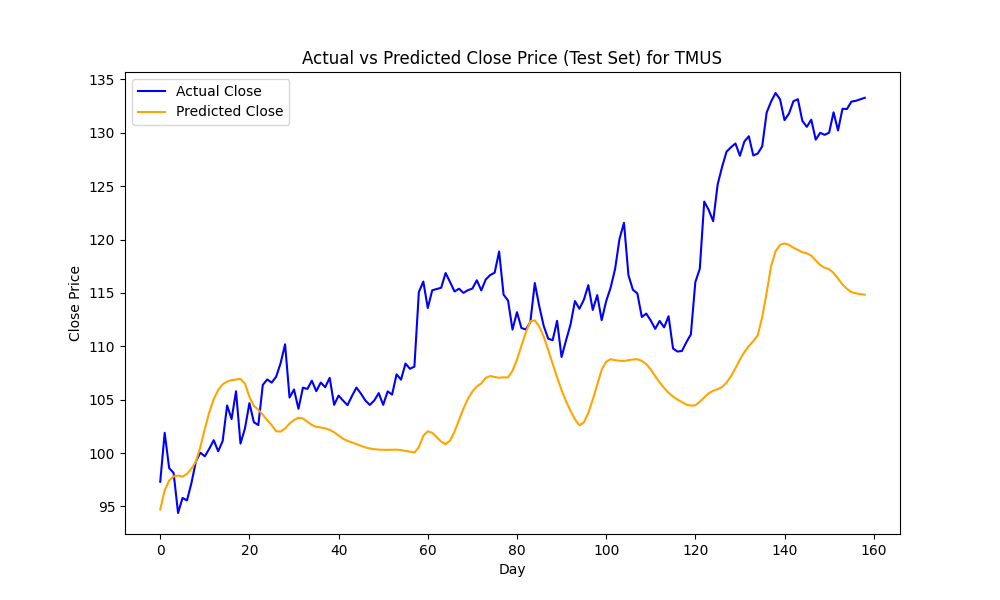 Actual vs Predicted Close Price (Test Set) for TMUS
Actual Close
Predicted Close
Close Price
135
130
125
120
115
110
105
100
95
0 20 40 60 80 100 120 140 160
Day